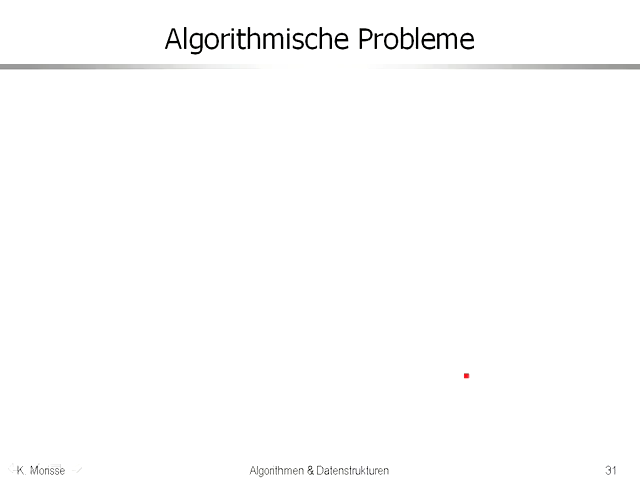 Algorithmische Probleme
K. Morisse
Algorithmen & Datenstrukturen
31